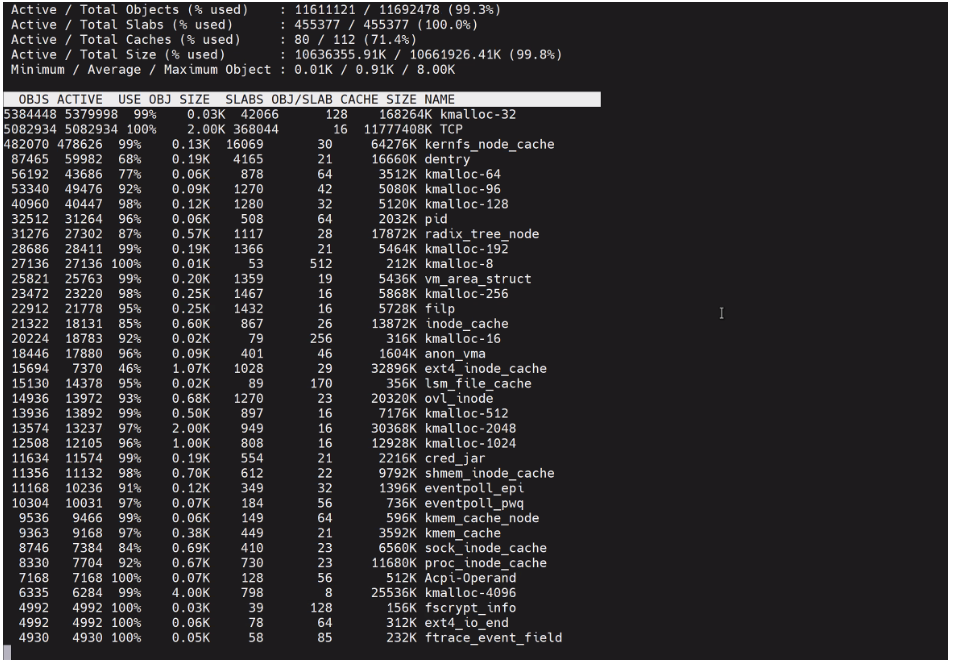 Active / Total Objects (% used)    : 11611121 / 11692478 (99.3%)
Active / Total Slabs (% used)      : 455377 / 455377 (100.0%)
Active / Total Caches (% used)     : 80 / 112 (71.4%)
Active / Total Size (% used)       : 10636355.91K / 10661926.41K (99.8%)
Minimum / Average / Maximum Object : 0.01K / 0.91K / 8.00K
OBJS ACTIVE  USE OBJ SIZE  SLABS OBJ/SLAB CACHE SIZE NAME
5384448 5379998  99%    0.03K  42066      128    168264K kmalloc-32
5082934 5082934 100%    2.00K 368044       16  11777408K TCP
482070 478626  99%    0.13K  16069       30     64276K kernfs_node_cache
87465  59982  68%    0.19K   4165       21     16660K dentry
56192  43686  77%    0.06K    878       64      3512K kmalloc-64
53340  49476  92%    0.09K   1270       42      5080K kmalloc-96
40960  40447  98%    0.12K   1280       32      5120K kmalloc-128
32512  31264  96%    0.06K    508       64      2032K pid
31276  27302  87%    0.57K   1117       28     17872K radix_tree_node
28686  28411  99%    0.19K   1366       21      5464K kmalloc-192
27136  27136 100%    0.01K     53      512       212K kmalloc-8
25821  25763  99%    0.20K   1359       19      5436K vm_area_struct
23472  23220  98%    0.25K   1467       16      5868K kmalloc-256
22912  21778  95%    0.25K   1432       16      5728K filp
21322  18131  85%    0.60K    867       26     13872K inode_cache
20224  18783  92%    0.02K     79      256       316K kmalloc-16
18446  17880  96%    0.09K    401       46      1604K anon_vma
15694   7370  46%    1.07K   1028       29     32896K ext4_inode_cache
15130  14378  95%    0.02K     89      170       356K lsm_file_cache
14936  13972  93%    0.68K   1270       23     20320K ovl_inode
13936  13892  99%    0.50K    897       16      7176K kmalloc-512
13574  13237  97%    2.00K    949       16     30368K kmalloc-2048
12508  12105  96%    1.00K    808       16     12928K kmalloc-1024
11634  11574  99%    0.19K    554       21      2216K cred_jar
11356  11132  98%    0.70K    612       22      9792K shmem_inode_cache
11168  10236  91%    0.12K    349       32      1396K eventpoll_epi
10304  10031  97%    0.07K    184       56       736K eventpoll_pwq
9536   9466  99%    0.06K    149       64       596K kmem_cache_node
9363   9168  97%    0.38K    449       21      3592K kmem_cache
8746   7384  84%    0.69K    410       23      6560K sock_inode_cache
8330   7704  92%    0.67K    730       23     11680K proc_inode_cache
7168   7168 100%    0.07K    128       56       512K Acpi-Operand
6335   6284  99%    4.00K    798        8     25536K kmalloc-4096
4992   4992 100%    0.03K     39      128       156K fscrypt_info
4992   4992 100%    0.06K     78       64       312K ext4_io_end
4930   4930 100%    0.05K     58       85       232K ftrace_event_field